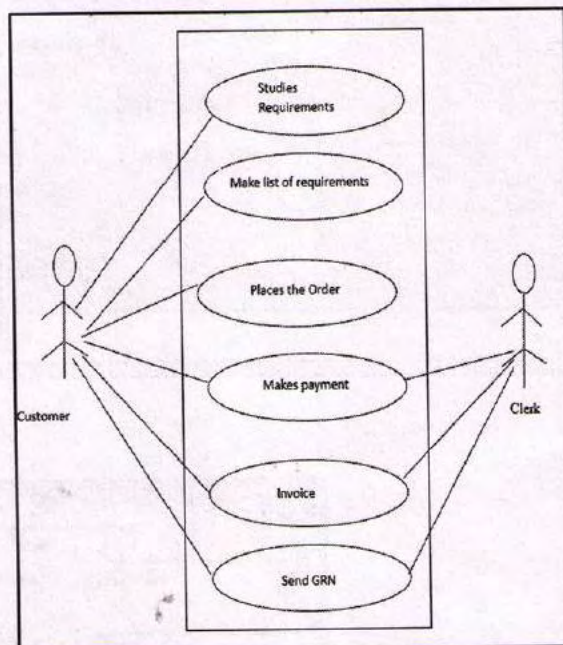 Studies
Requirements
Make list of requirements
Places the Order
Makes payment
Customer
Clerk
Invoice
Send GRN